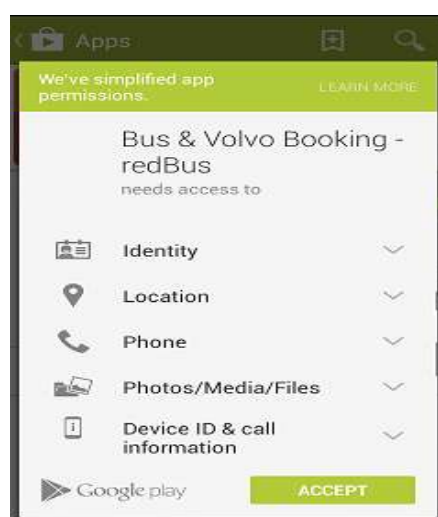 Apps
We've simplified app
permissions.
LEARN MORE
Bus & Volvo Booking -
redBus
needs access to
Identity
Location
Phone
Photos/Media/Files
Device ID & call
information
Google play
ACCEPT